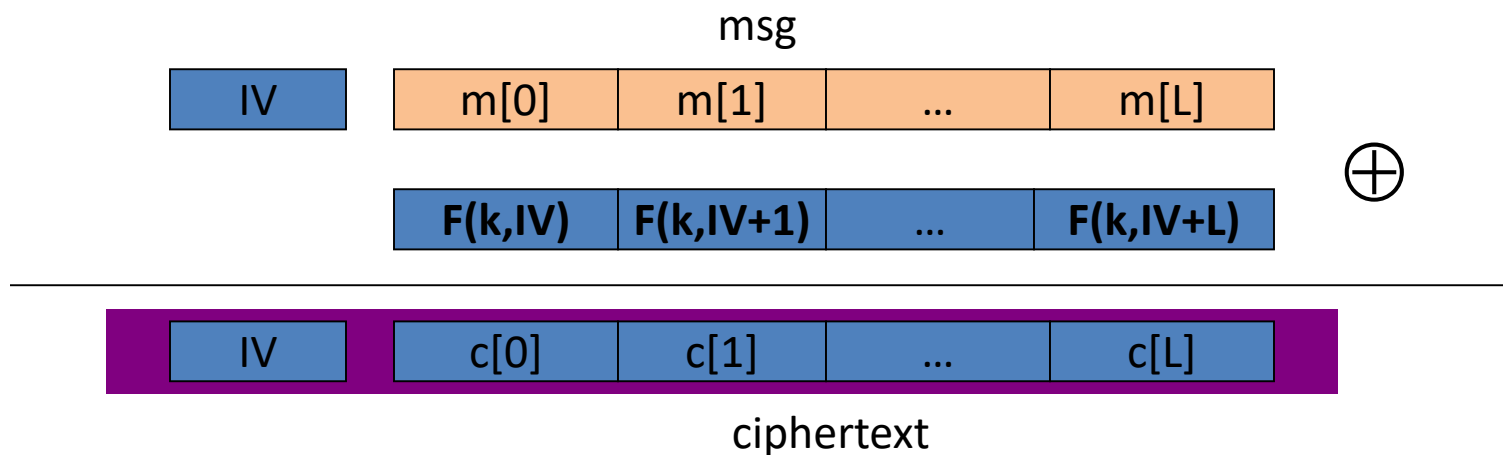 msg
IV m[0] m[1] … m[L]
F(k,IV) F(k,IV+1) … F(k,IV+L)
IV c[0] c[1] … c[L]
ciphertext